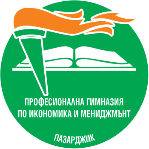 ПРОФЕСИОНАЛНА ГИМНАЗИЯ
ПО ИКОНОМИКА И МЕНИДЖМЪНТ
ПАЗАРДЖИК